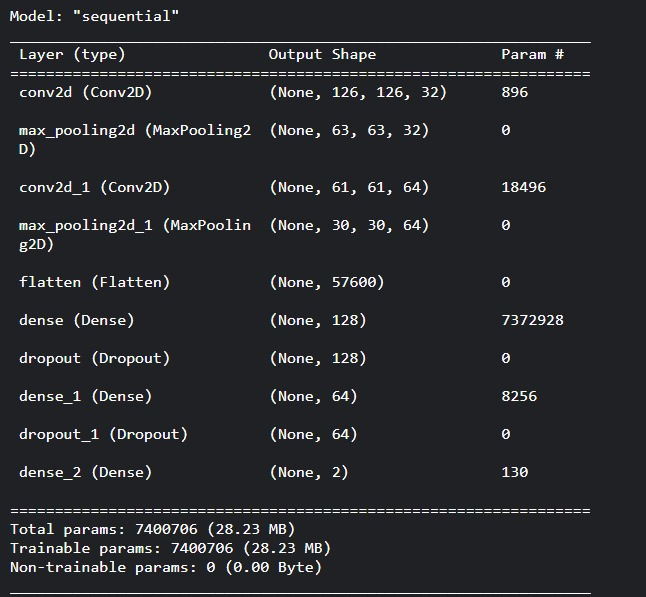 Model: "sequential"
Layer (type) Output Shape Param #
conv2d (Conv2D) (None, 126, 126, 32) 896
max_pooling2d (MaxPooling2 (None, 63, 63, 32) 0
D)
conv2d_1 (Conv2D) (None, 61, 61, 64) 18496
max_pooling2d_1 (MaxPoolin (None, 30, 30, 64) 0
g2D)
flatten (Flatten) (None, 57600) 0
dense (Dense) (None, 128) 7372928
dropout (Dropout) (None, 128) 0
dense_1 (Dense) (None, 64) 8256
dropout_1 (Dropout) (None, 64) 0
dense_2 (Dense) (None, 2) 130
Total params: 7400706 (28.23 MB)
Trainable params: 7400706 (28.23 MB)
Non-trainable params: 0 (0.00 Byte)